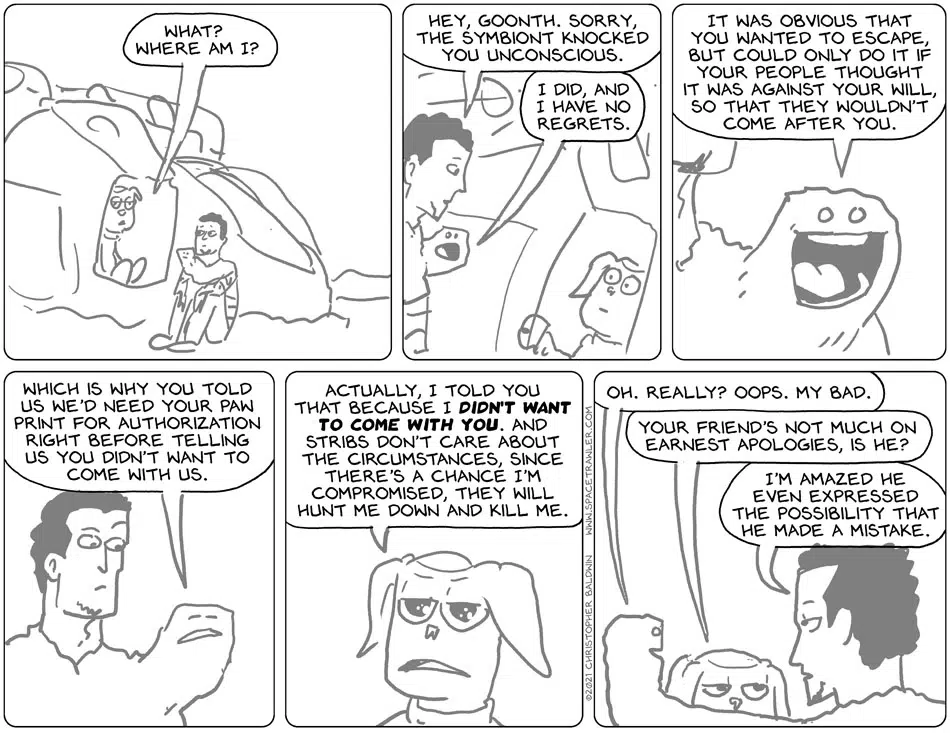 WHAT?
WHERE AM I?
HEY, GOONTH. SORRY,
THE SYMBIONT KNOCKED
YOU UNCONSCIOUS.
I DID, AND
I HAVE NO
REGRETS.
IT WAS OBVIOUS THAT
YOU WANTED TO ESCAPE,
BUT COULD ONLY DO IT IF
YOUR PEOPLE THOUGHT
IT WAS AGAINST YOUR WILL,
SO THAT THEY WOULDN'T
COME AFTER YOU.
WHICH IS WHY YOU TOLD
US WE'D NEED YOUR PAW
PRINT FOR AUTHORIZATION
RIGHT BEFORE TELLING
US YOU DIDN'T WANT TO
COME WITH US.
ACTUALLY, I TOLD YOU
THAT BECAUSE I DIDN'T WANT
TO COME WITH YOU. AND
STRIBS DON'T CARE ABOUT
THE CIRCUMSTANCES, SINCE
THERE'S A CHANCE I'M
COMPROMISED, THEY WILL
HUNT ME DOWN AND KILL ME.
©2021 CHRISTOPHER BALDWIN WWW.SPACETRAWLER.COM
OH. REALLY? OOPS. MY BAD.
YOUR FRIEND'S NOT MUCH ON
EARNEST APOLOGIES, IS HE?
I'M AMAZED HE
EVEN EXPRESSED
THE POSSIBILITY THAT
HE MADE A MISTAKE.